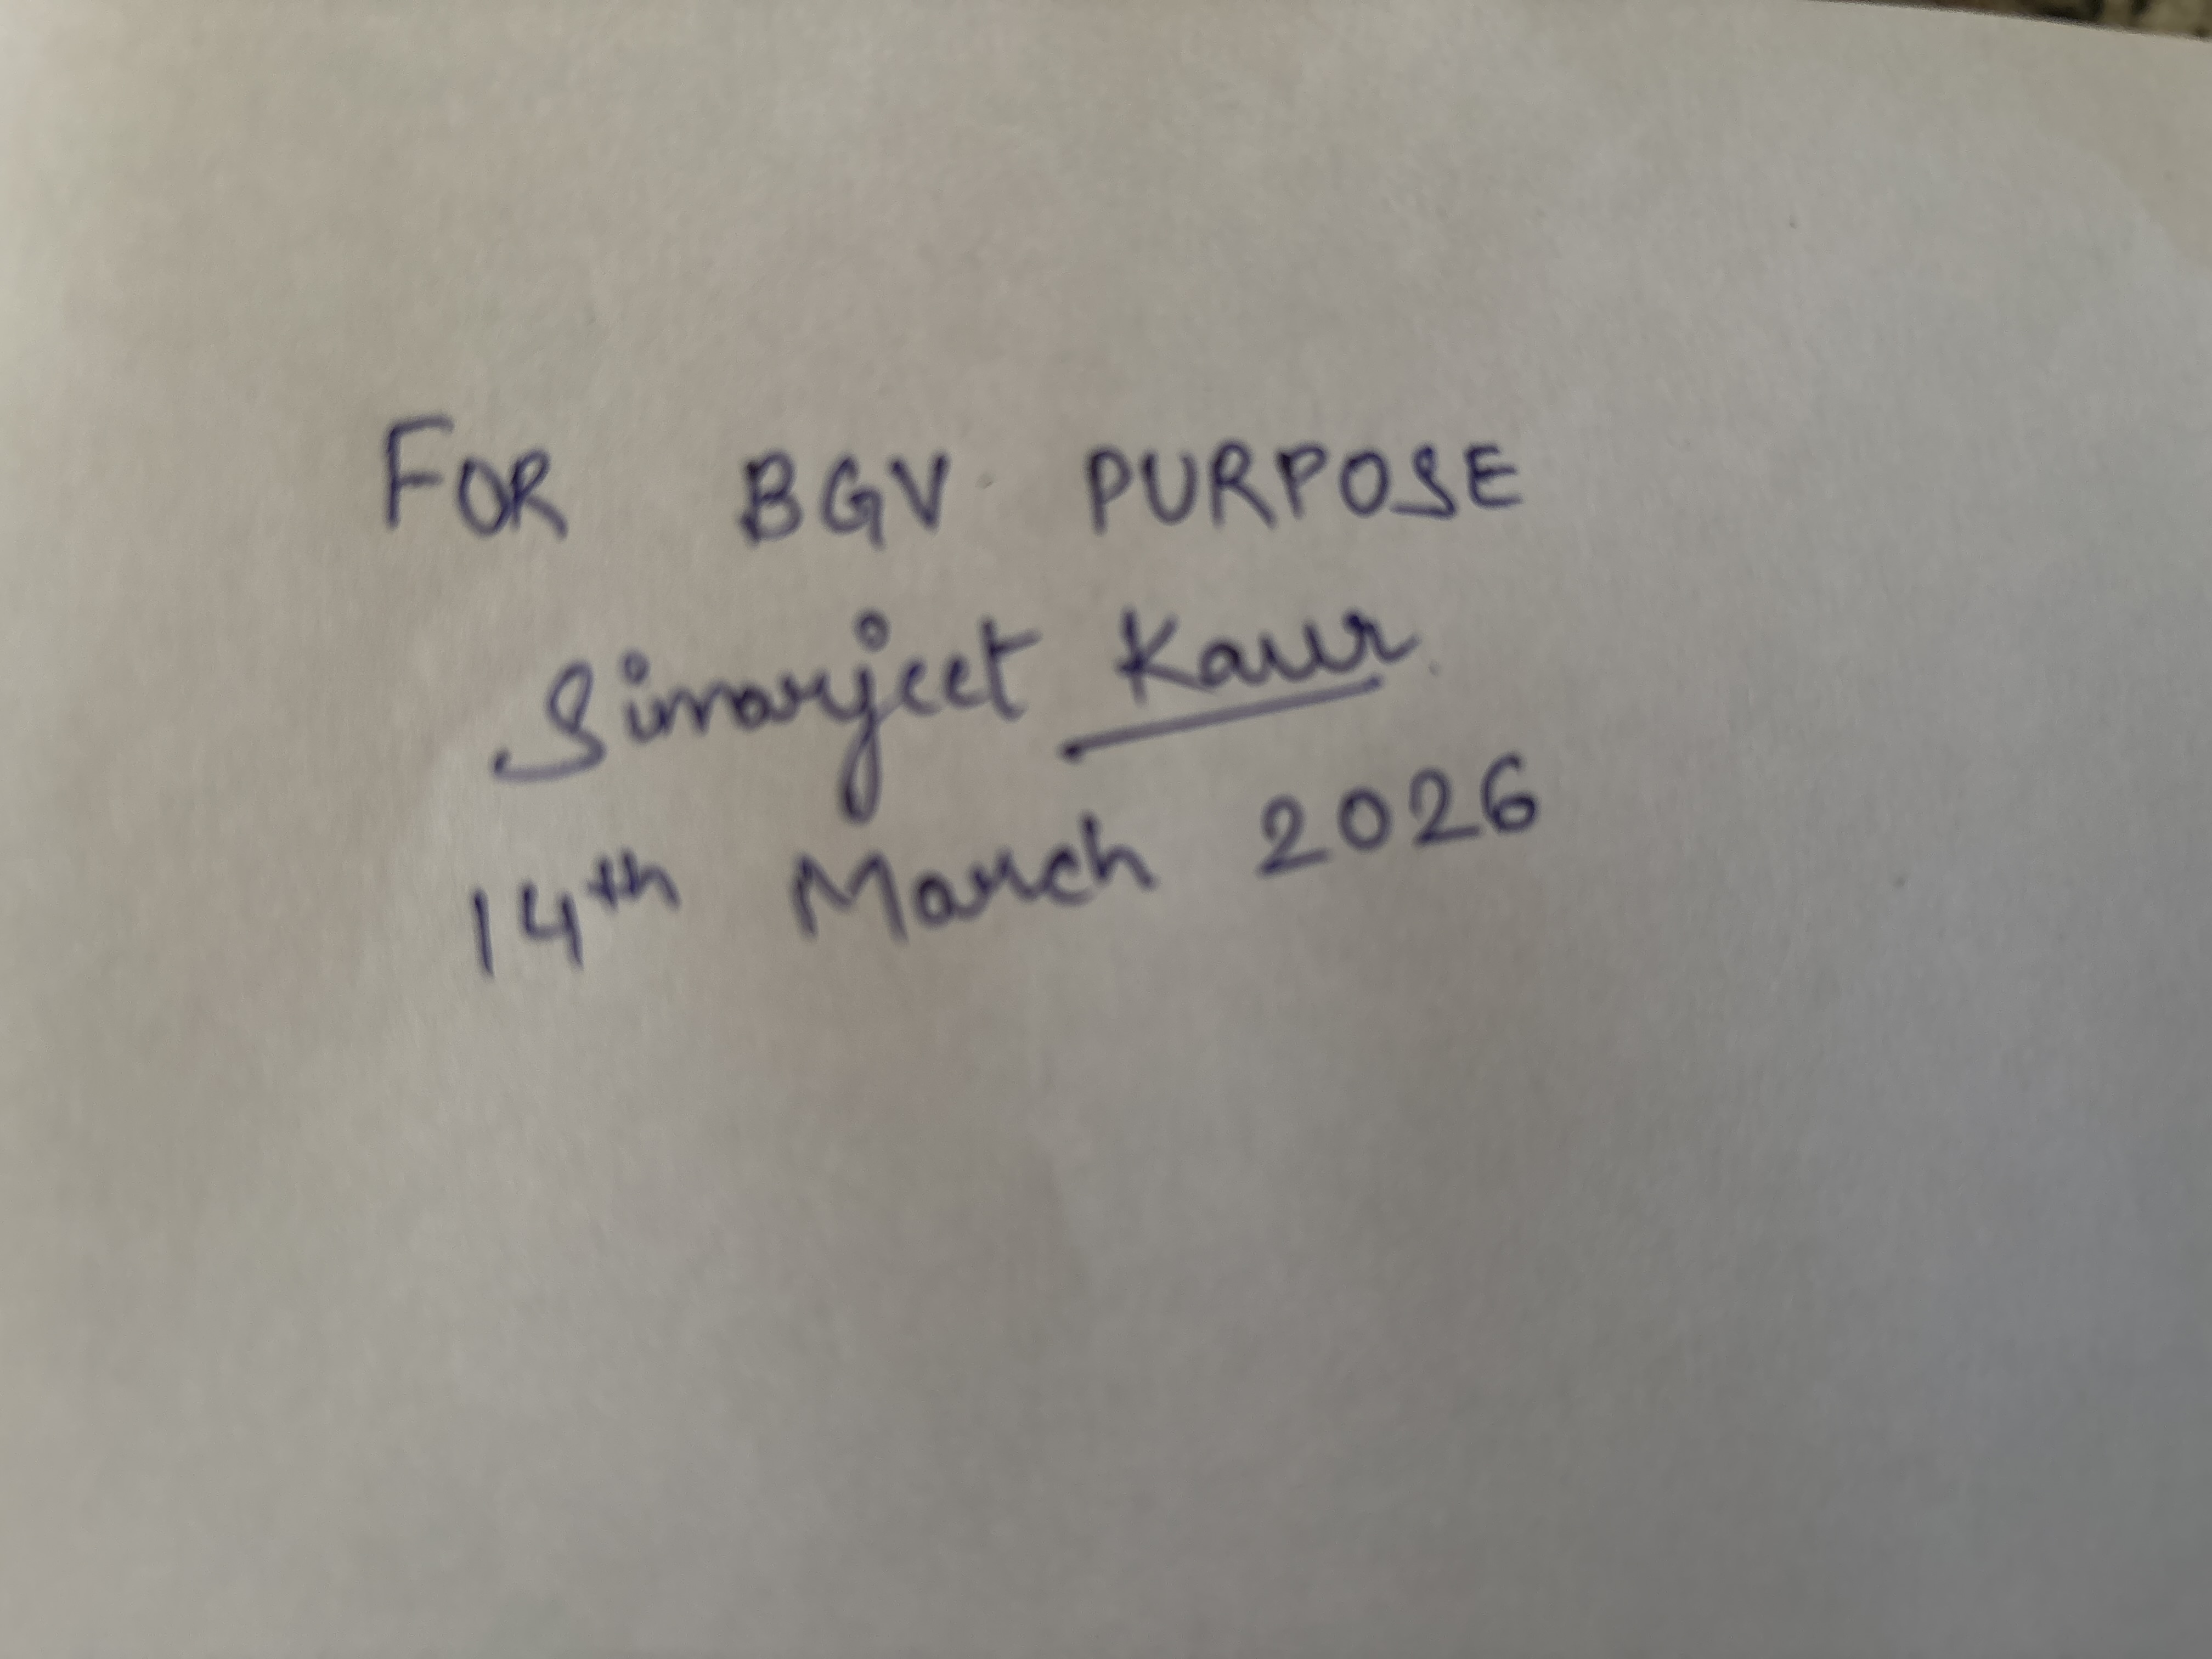 FOR BGV PURPOSE
Simarjeet Kaur
14th March 2026